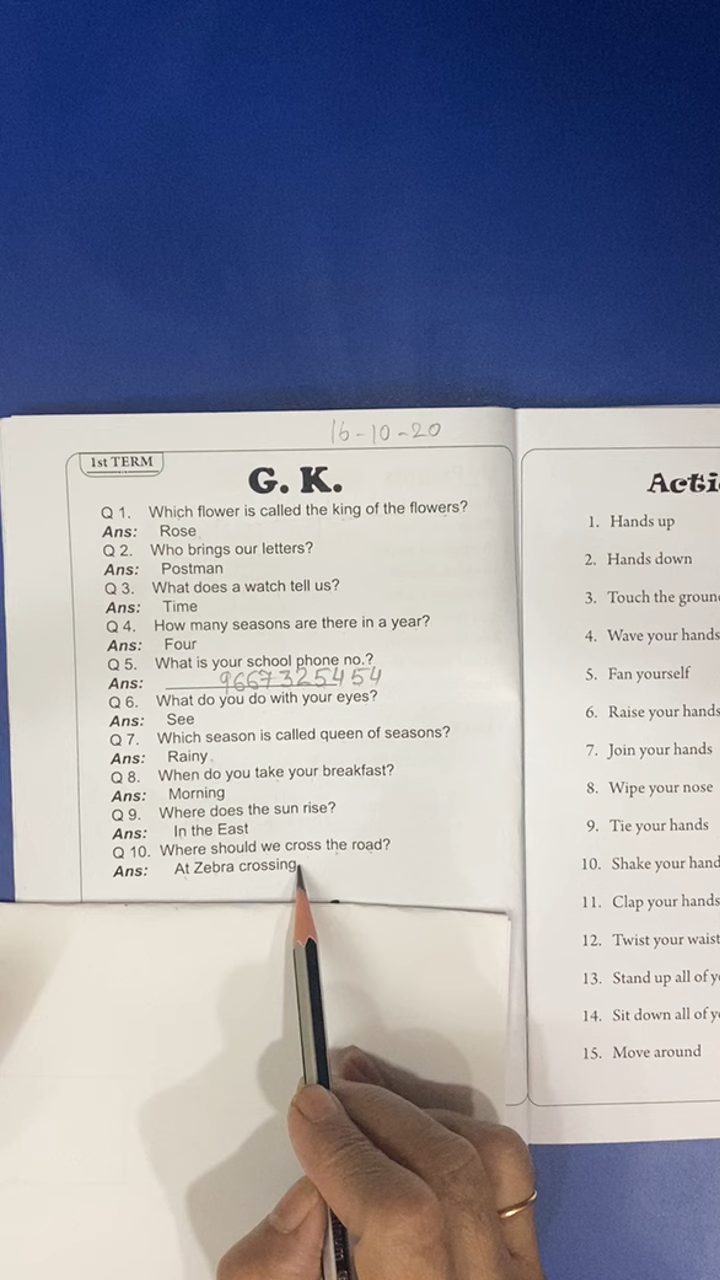 16-10-20
1st TERM
G. K.
Q 1. Which flower is called the king of the flowers?
Ans: Rose
Q 2. Who brings our letters?
Ans: Postman
Q 3. What does a watch tell us?
Ans: Time
Q 4. How many seasons are there in a year?
Ans: Four
Q 5. What is your school phone no.?
Ans: 9667325454
Q 6. What do you do with your eyes?
Ans: See
Q 7. Which season is called queen of seasons?
Ans: Rainy
Q 8. When do you take your breakfast?
Ans: Morning
Q 9. Where does the sun rise?
Ans: In the East
Q 10. Where should we cross the road?
Ans: At Zebra crossing
Acti
1. Hands up
2. Hands down
3. Touch the groun
4. Wave your hands
5. Fan yourself
6. Raise your hands
7. Join your hands
8. Wipe your nose
9. Tie your hands
10. Shake your hand
11. Clap your hands
12. Twist your waist
13. Stand up all of y
14. Sit down all of y
15. Move around